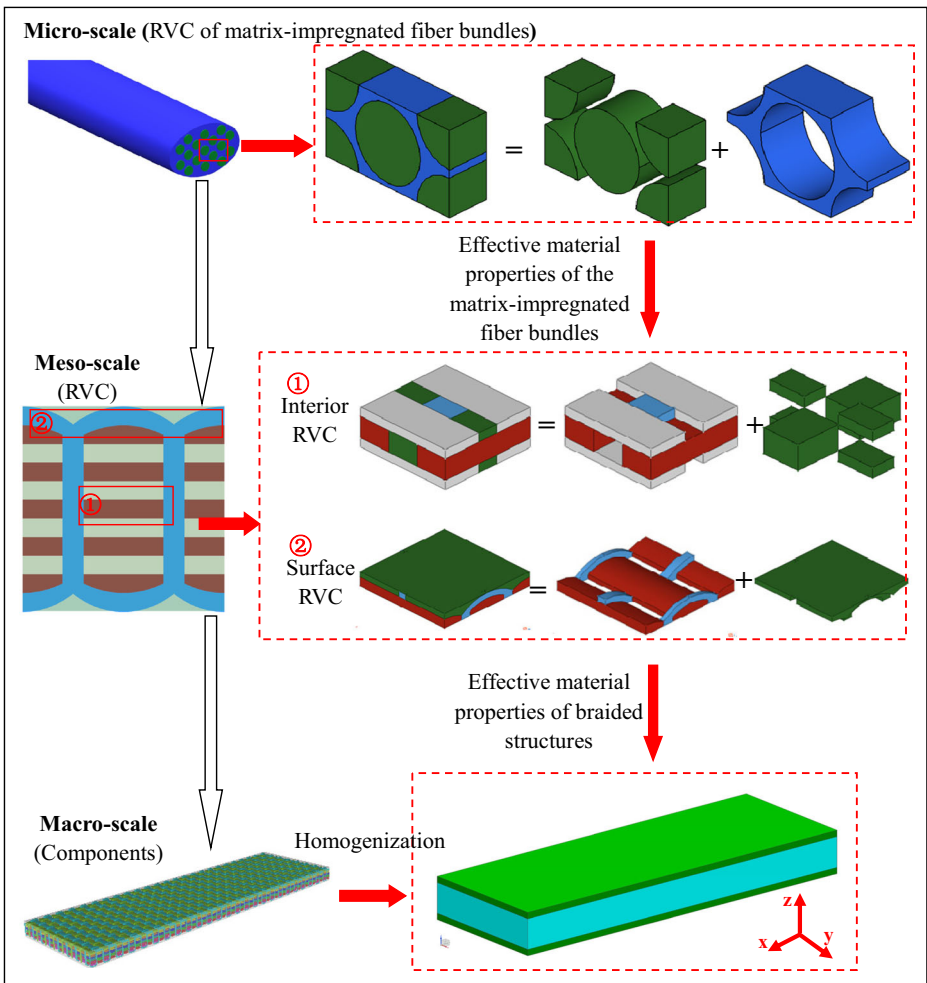 Micro-scale (RVC of matrix-impregnated fiber bundles)
=
+
Effective material
properties of the
matrix-impregnated
fiber bundles
Meso-scale
(RVC)
②
①
①
Interior
RVC
=
+
②
Surface
RVC
=
+
Effective material
properties of braided
structures
Macro-scale
(Components)
Homogenization
z
x
y